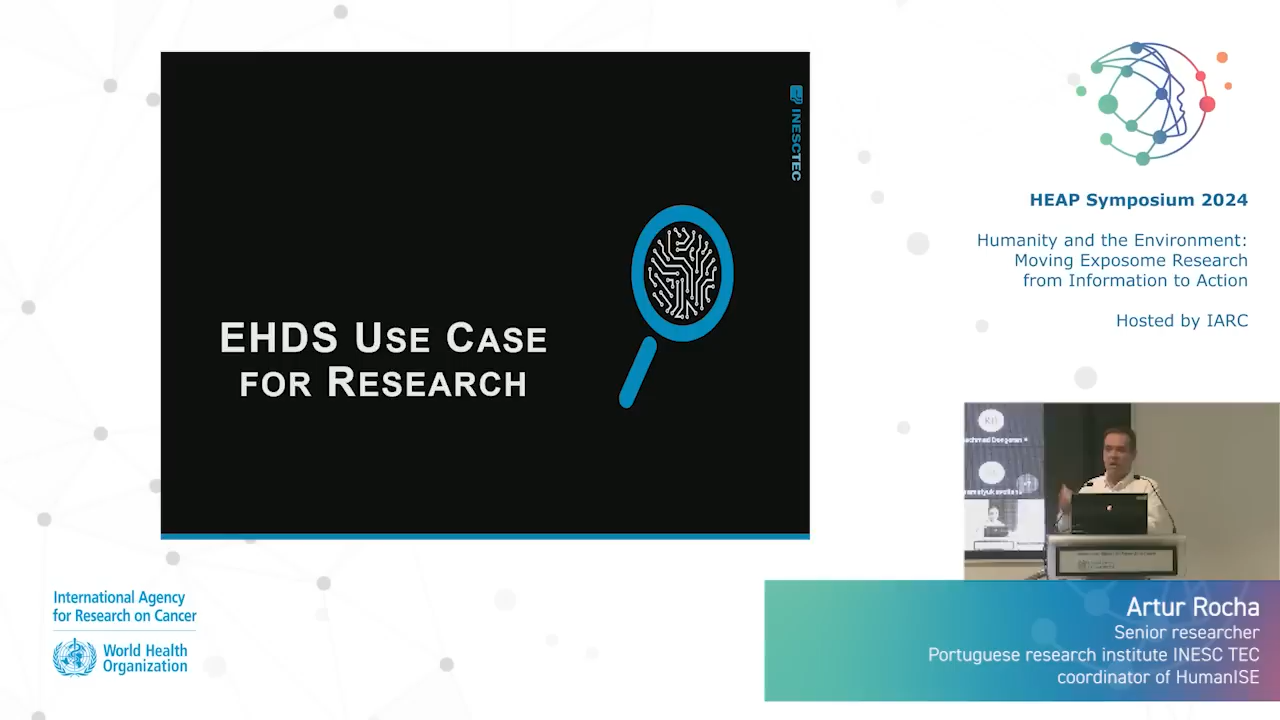 INESCTEC
EHDS USE CASE
FOR RESEARCH
HEAP Symposium 2024
Humanity and the Environment:
Moving Exposome Research
from Information to Action
Hosted by IARC
International Agency
for Research on Cancer
World Health
Organization
Artur Rocha
Senior researcher
Portuguese research institute INESC TEC
coordinator of HumanISE